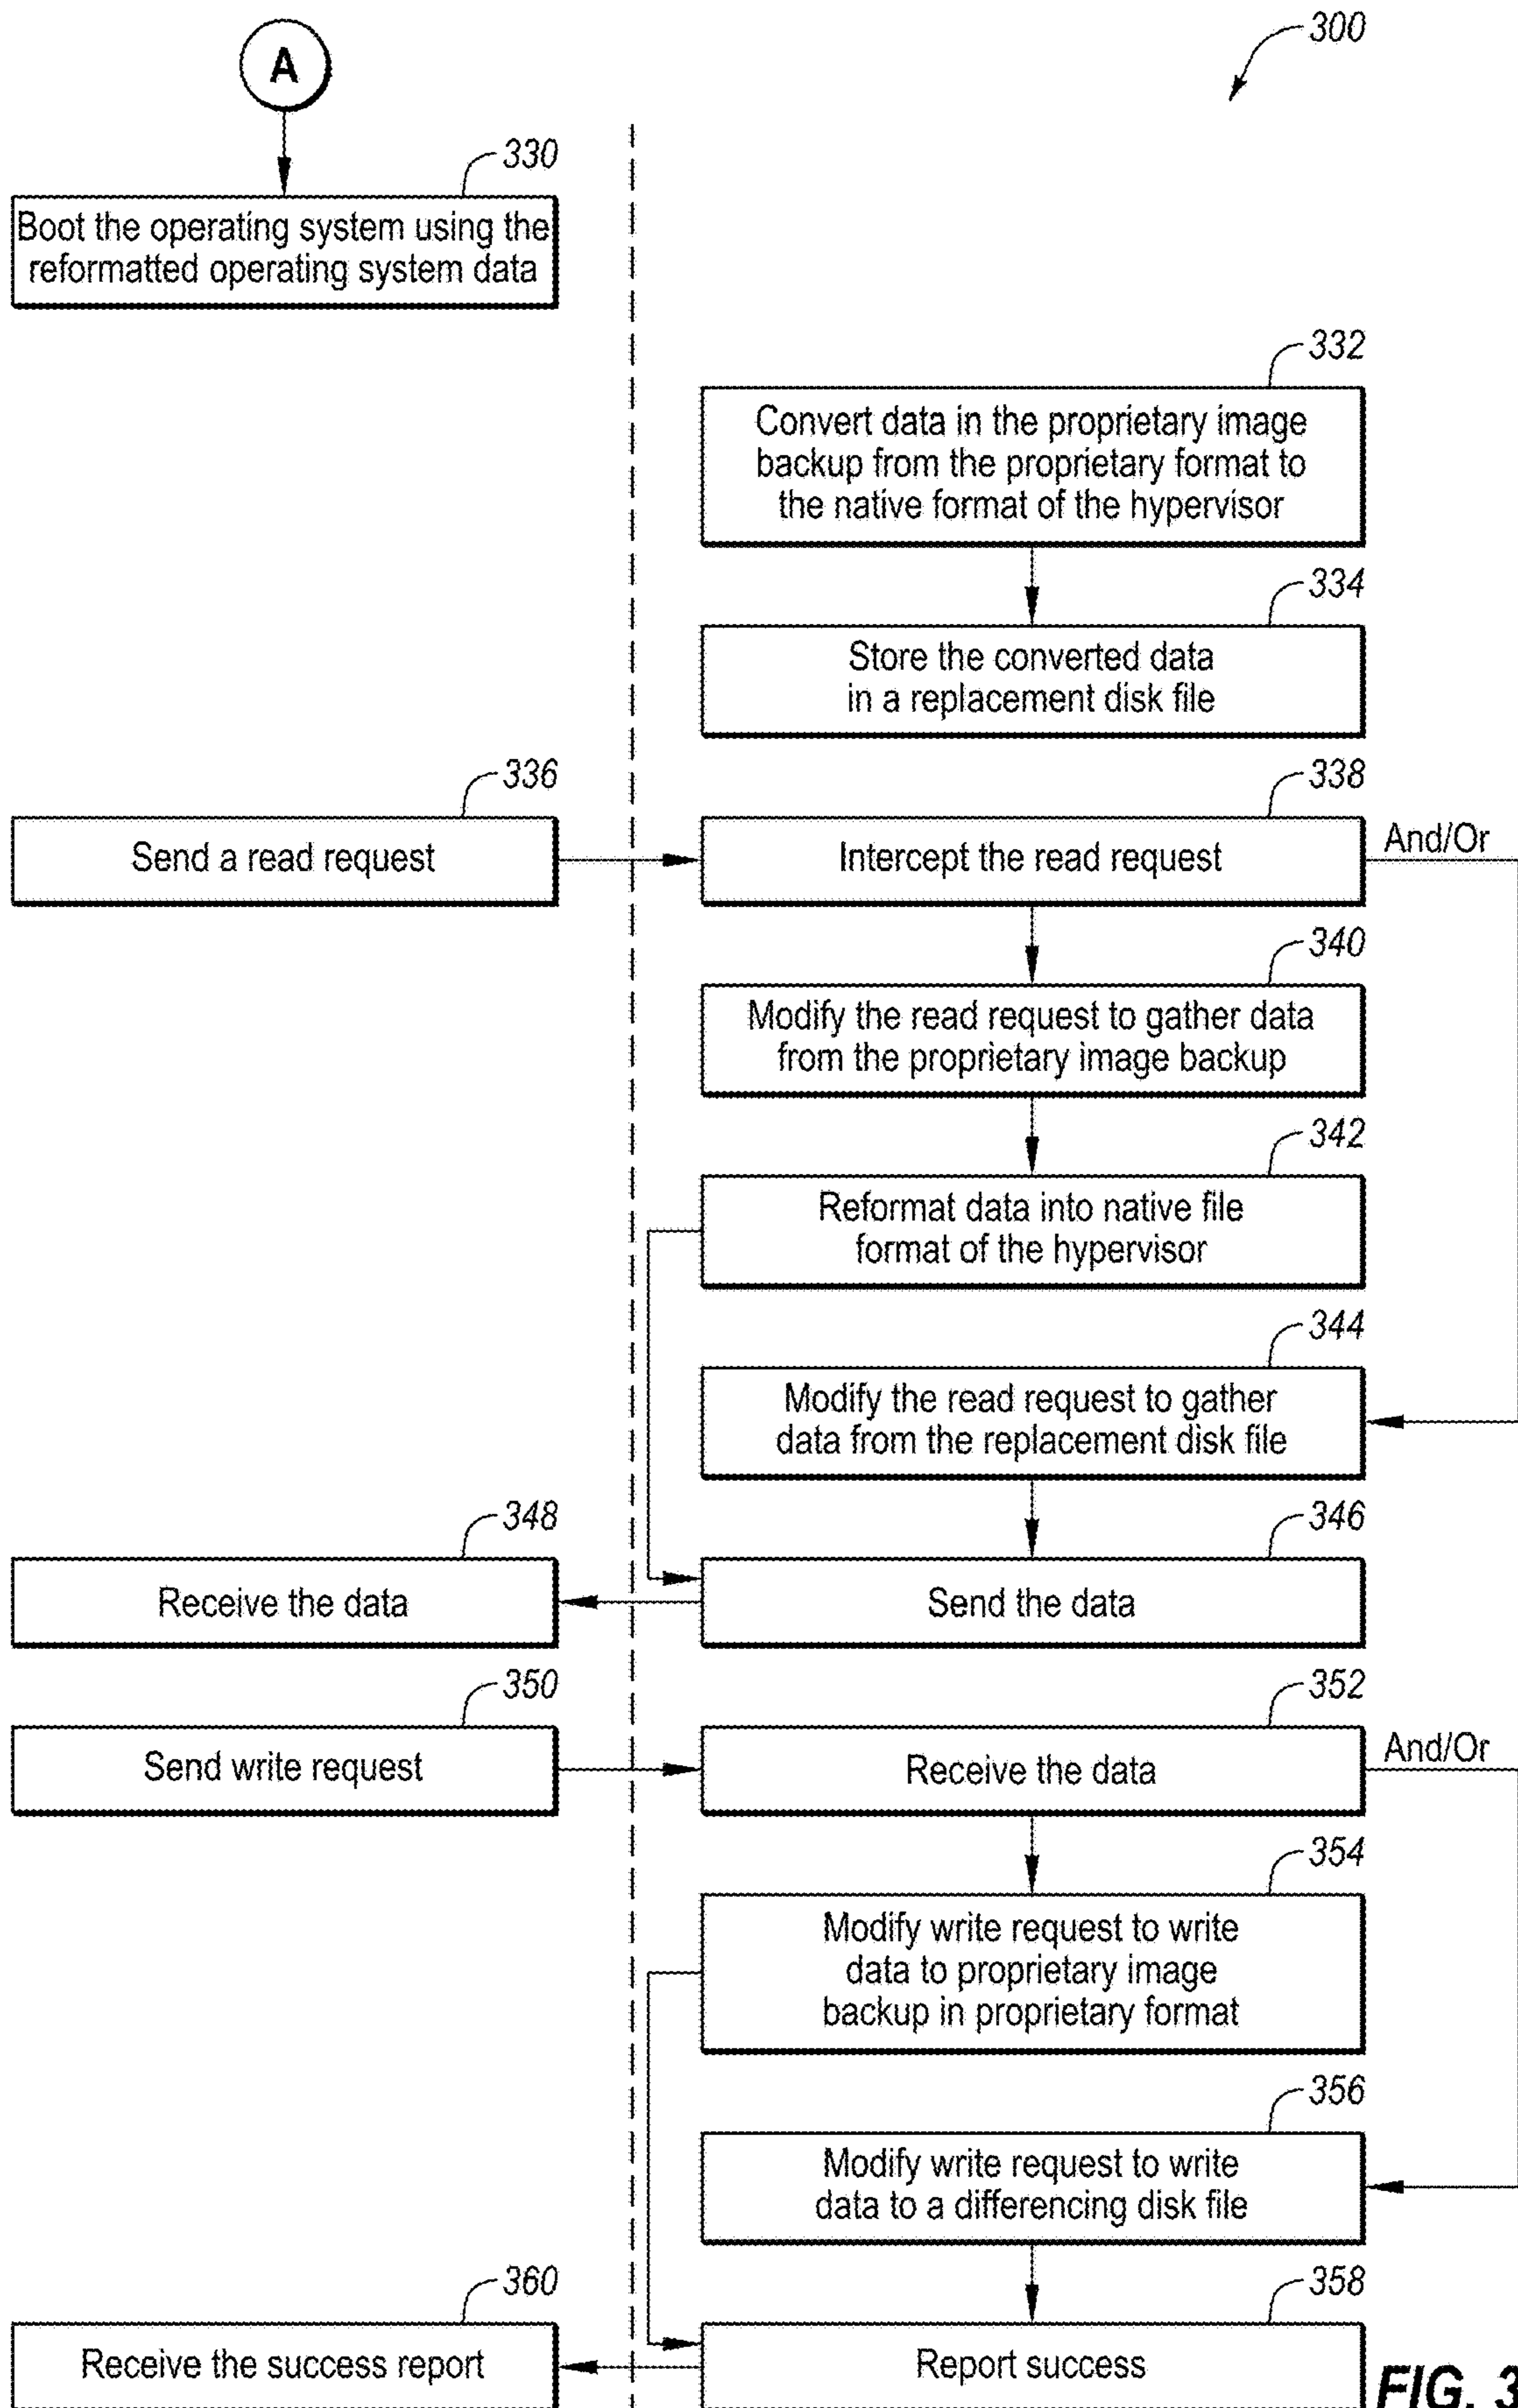 A
300
330
Boot the operating system using the
reformatted operating system data
332
Convert data in the proprietary image
backup from the proprietary format to
the native format of the hypervisor
334
Store the converted data
in a replacement disk file
336
Send a read request
338
Intercept the read request
And/Or
340
Modify the read request to gather data
from the proprietary image backup
342
Reformat data into native file
format of the hypervisor
344
Modify the read request to gather
data from the replacement disk file
348
Receive the data
346
Send the data
350
Send write request
352
Receive the data
And/Or
354
Modify write request to write
data to proprietary image
backup in proprietary format
356
Modify write request to write
data to a differencing disk file
360
Receive the success report
358
Report success
FIG. 3